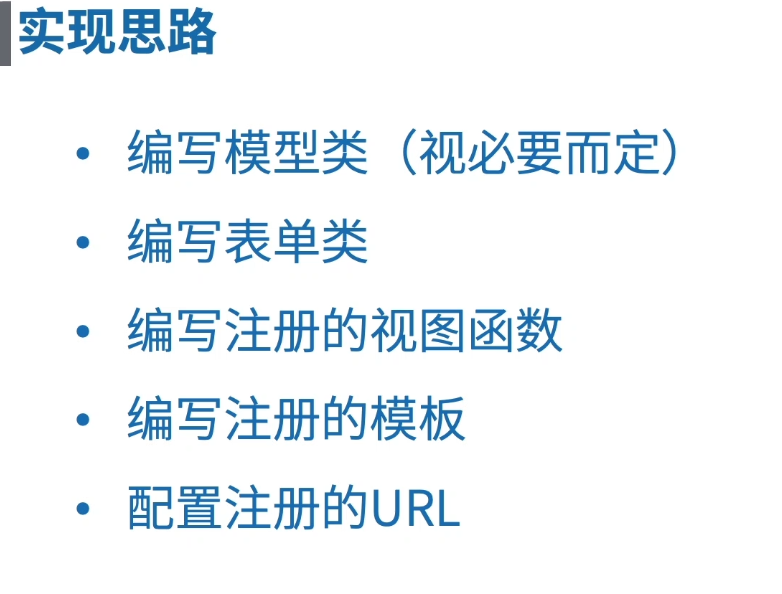 实现思路
• 编写模型类（视必要而定）
• 编写表单类
• 编写注册的视图函数
• 编写注册的模板
• 配置注册的URL